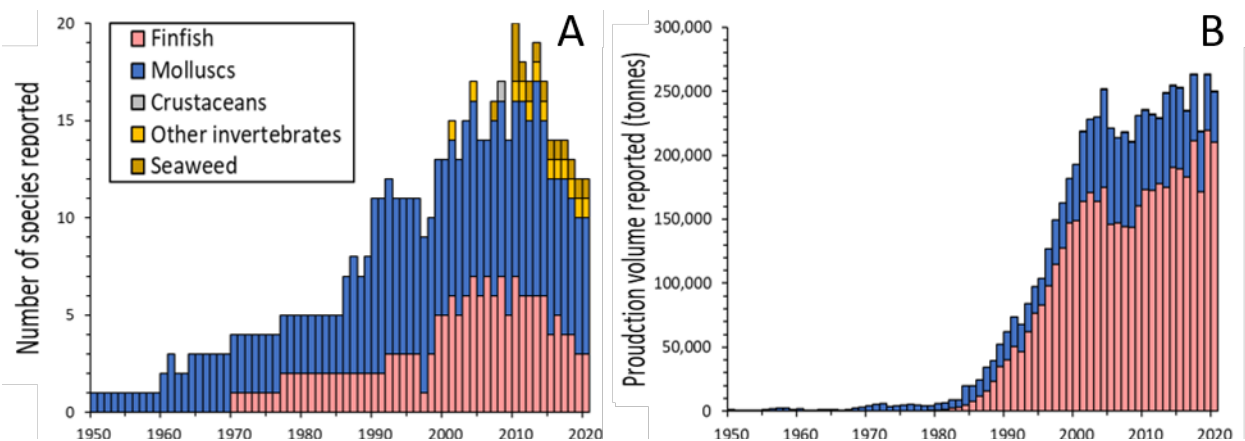 A
Number of species reported
20
15
10
5
0
Finfish
Molluscs
Crustaceans
Other invertebrates
Seaweed
1950 1960 1970 1980 1990 2000 2010 2020
B
Proudction volume reported (tonnes)
300,000
250,000
200,000
150,000
100,000
50,000
0
1950 1960 1970 1980 1990 2000 2010 2020